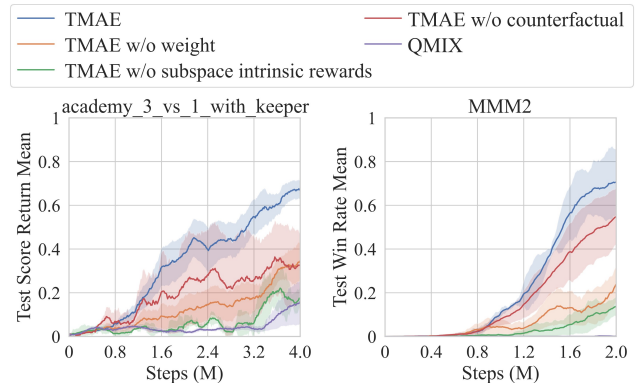 TMAE
TMAE w/o counterfactual
TMAE w/o weight
QMIX
TMAE w/o subspace intrinsic rewards
academy_3_vs_1_with_keeper
Test Score Return Mean
1
0.8
0.6
0.4
0.2
0
0
0.8
1.6
2.4
3.2
4.0
Steps (M)
MMM2
Test Win Rate Mean
1
0.8
0.6
0.4
0.2
0
0
0.4
0.8
1.2
1.6
2.0
Steps (M)